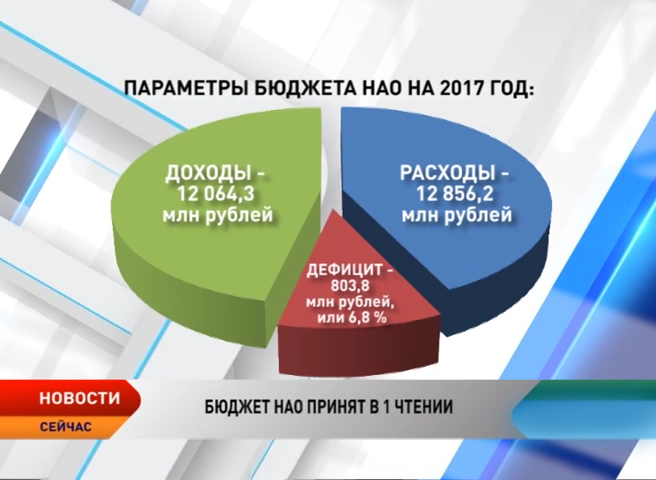 ПАРАМЕТРЫ БЮДЖЕТА НАО НА 2017 ГОД:
ДОХОДЫ -
12 064,3
млн рублей
РАСХОДЫ -
12 856,2
млн рублей
ДЕФИЦИТ -
803,8
млн рублей,
или 6,8 %
НОВОСТИ
СЕЙЧАС
БЮДЖЕТ НАО ПРИНЯТ В 1 ЧТЕНИИ